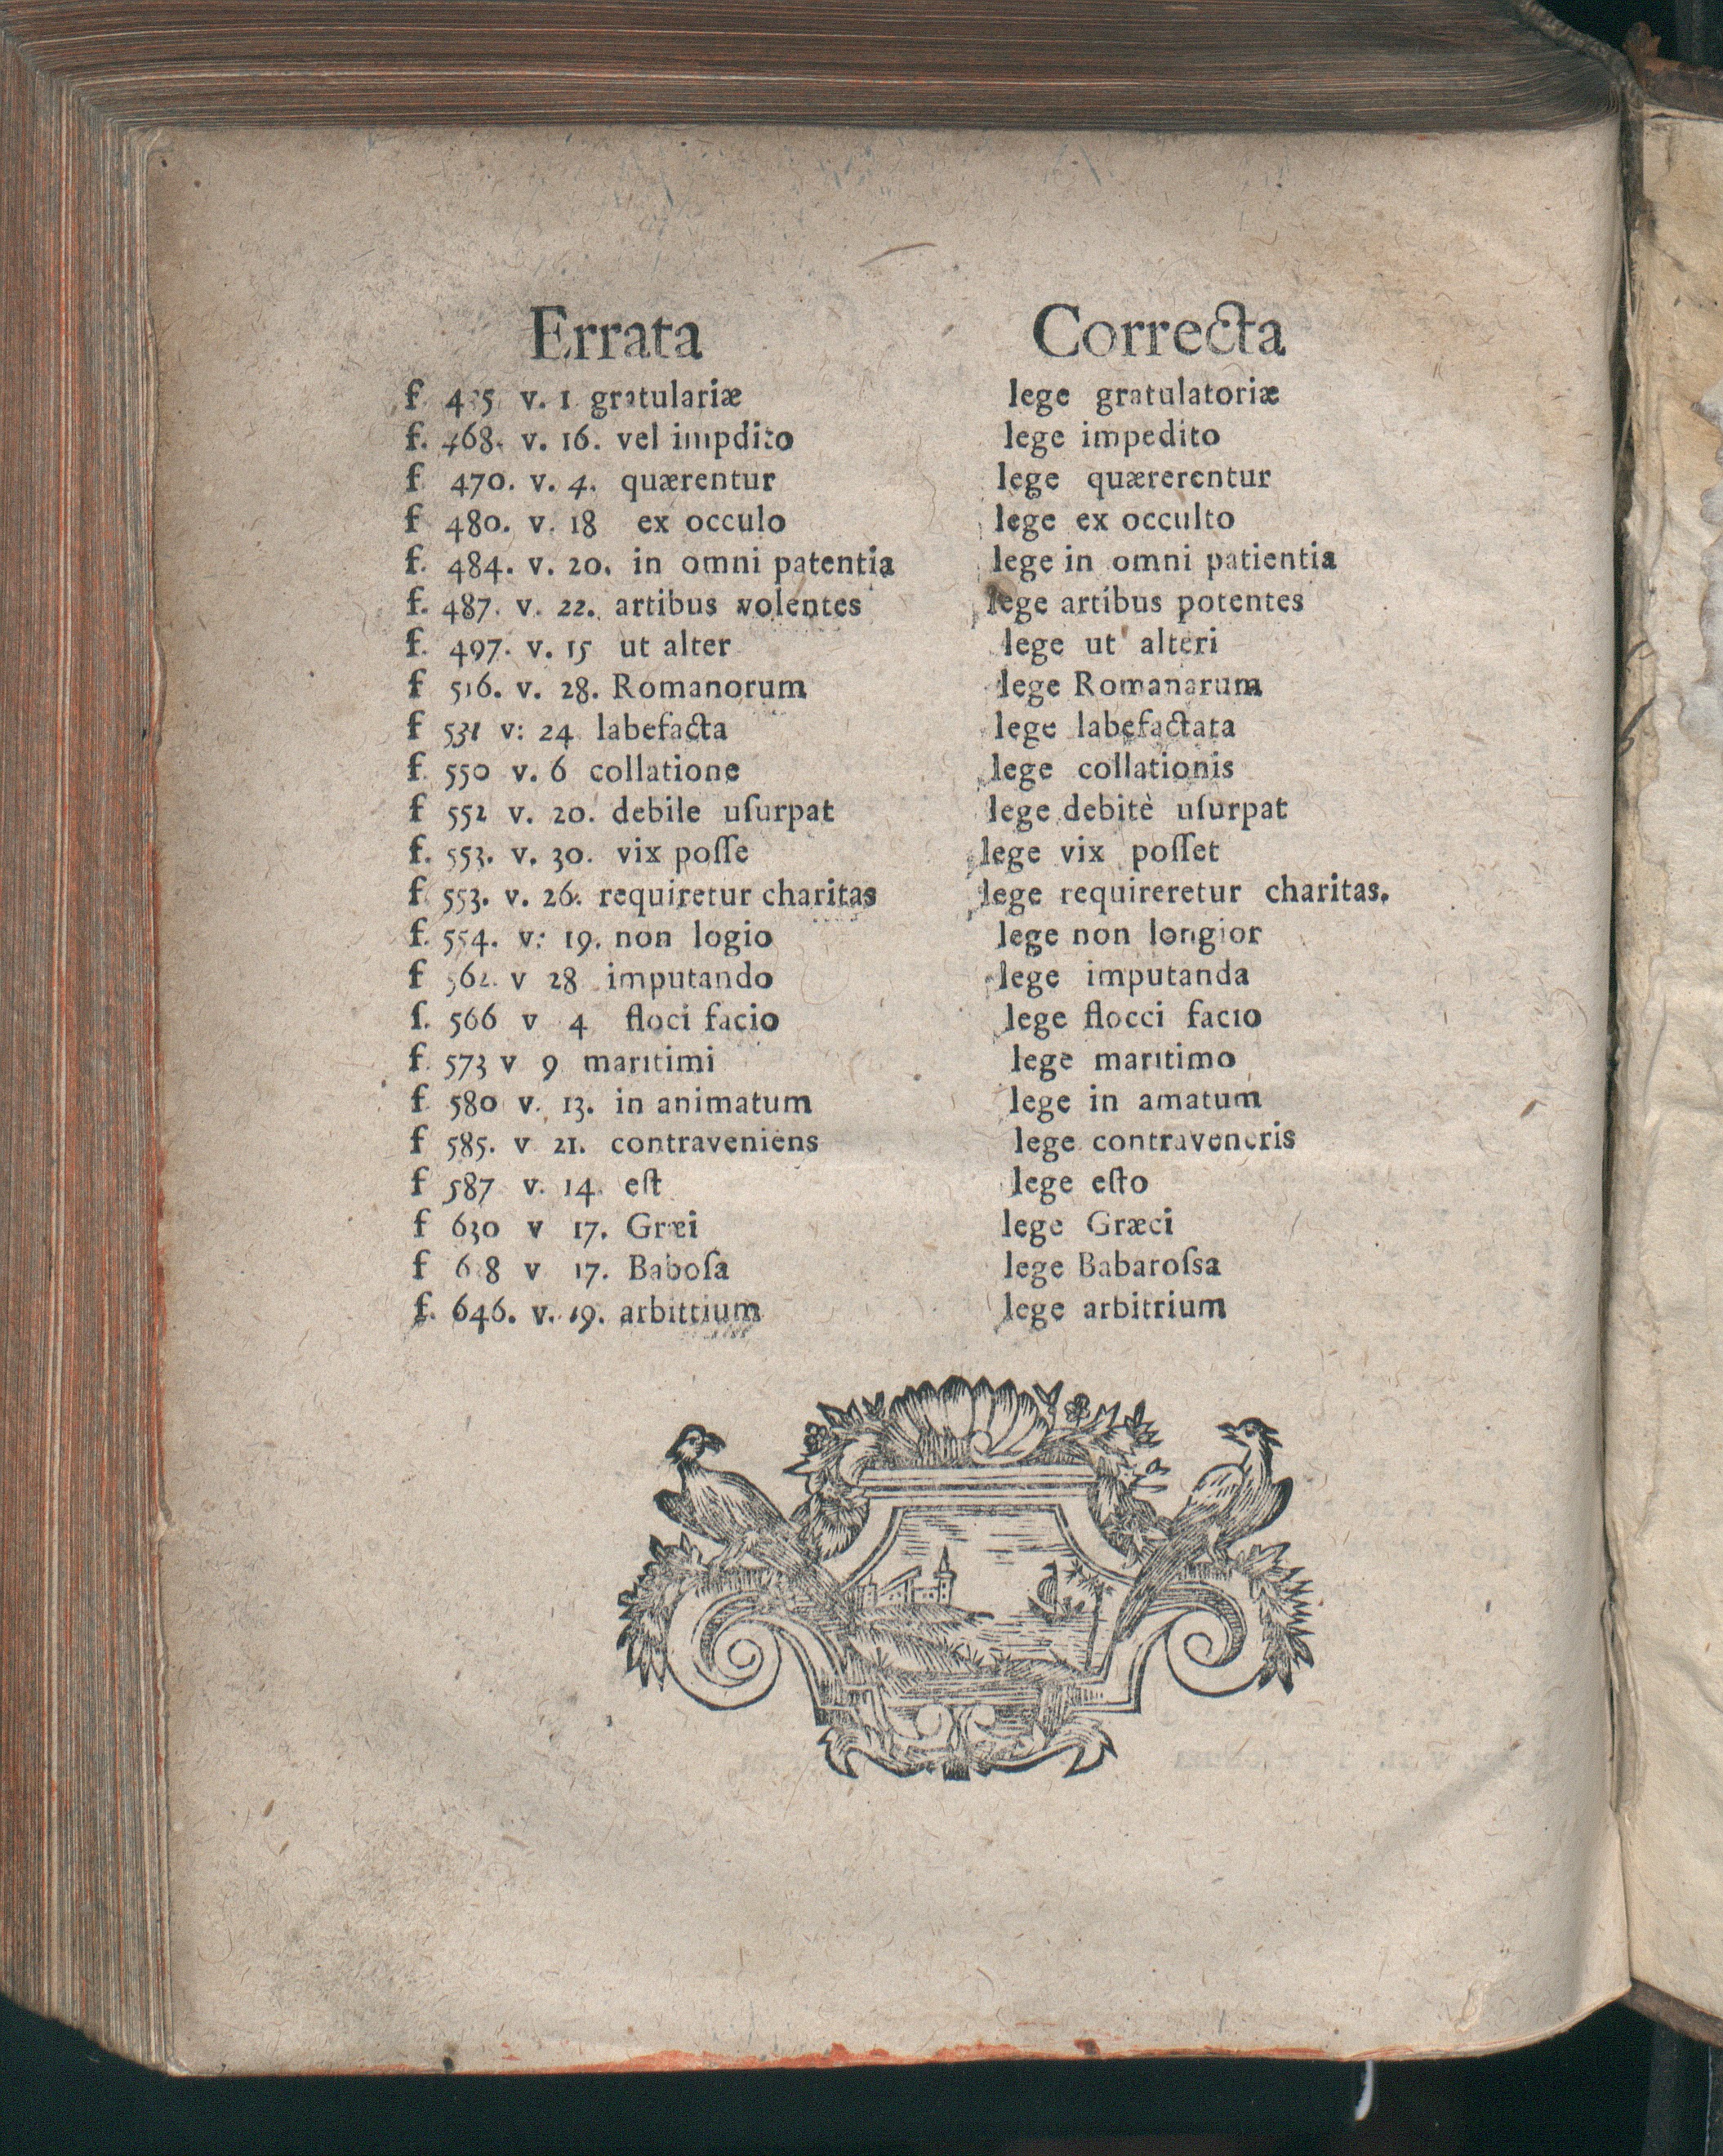 Errata Correcta
f 4 5 v. 1 gratulariæ lege gratulatoriæ
f. 468. v. 16. vel impdito lege impedito
f 470. v. 4. quærentur lege quærerentur
f 480. v. 18 ex occulo lege ex occulto
f. 484. v. 20. in omni patentia lege in omni patientia
f. 487. v. 22. artibus volentes lege artibus potentes
f. 497. v. 15 ut alter lege ut alteri
f 516. v. 28. Romanorum lege Romanarum
f 531 v: 24 labefacta lege labefactata
f. 550 v. 6 collatione lege collationis
f 552 v. 20. debile uſurpat lege debitè uſurpat
f. 553. v. 30. vix poſſe lege vix poſſet
f 553. v. 26. requiretur charitas lege requireretur charitas.
f. 554. v: 19. non logio lege non longior
f 562. v 28 imputando lege imputanda
f. 566 v 4 floci facio lege flocci facio
f 573 v 9 maritimi lege maritimo
f 580 v. 13. in animatum lege in amatum
f 585. v 21. contraveniens lege contraveneris
f 587 v. 14. eſt lege eſto
f 630 v 17. Græi lege Græci
f 6 8 v 17. Baboſa lege Babaroſsa
f. 646. v. 19. arbittium lege arbitrium